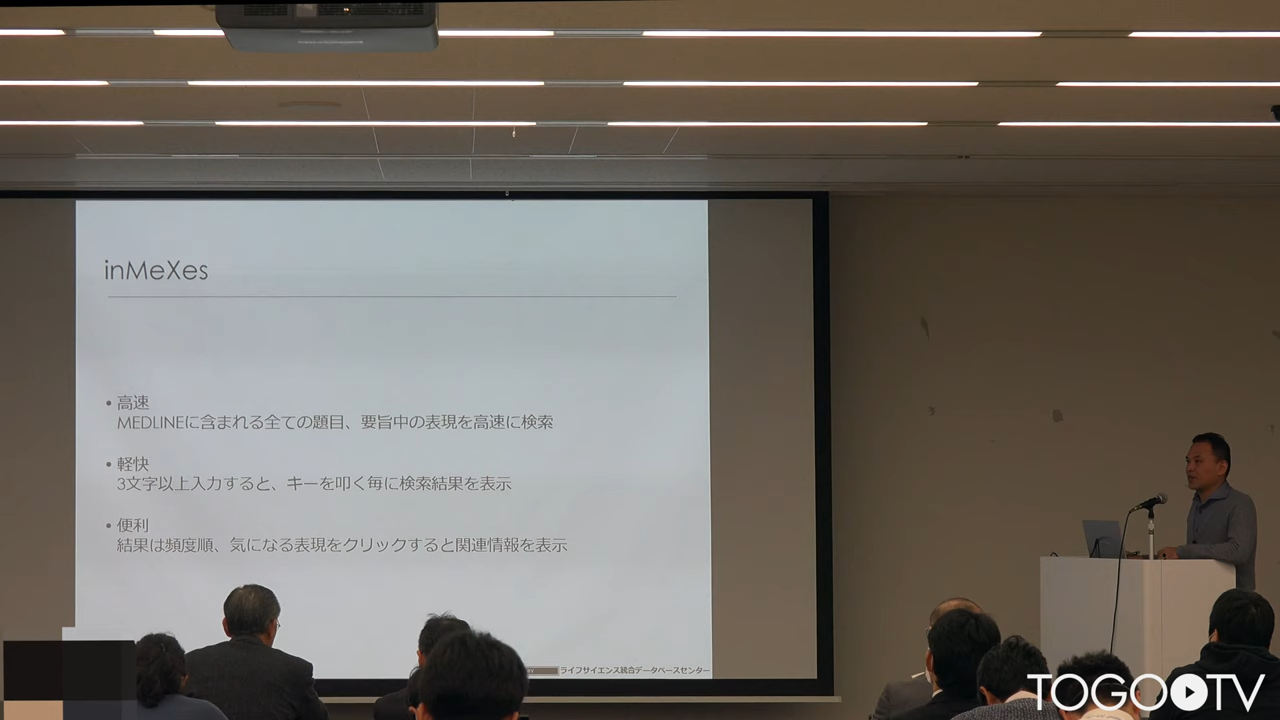 inMeXes
• 高速
MEDLINEに含まれる全ての題目、要旨中の表現を高速に検索
• 軽快
3文字以上入力すると、キーを叩く毎に検索結果を表示
• 便利
結果は頻度順、気になる表現をクリックすると関連情報を表示
ライフサイエンス統合データベースセンター
TOGOTV